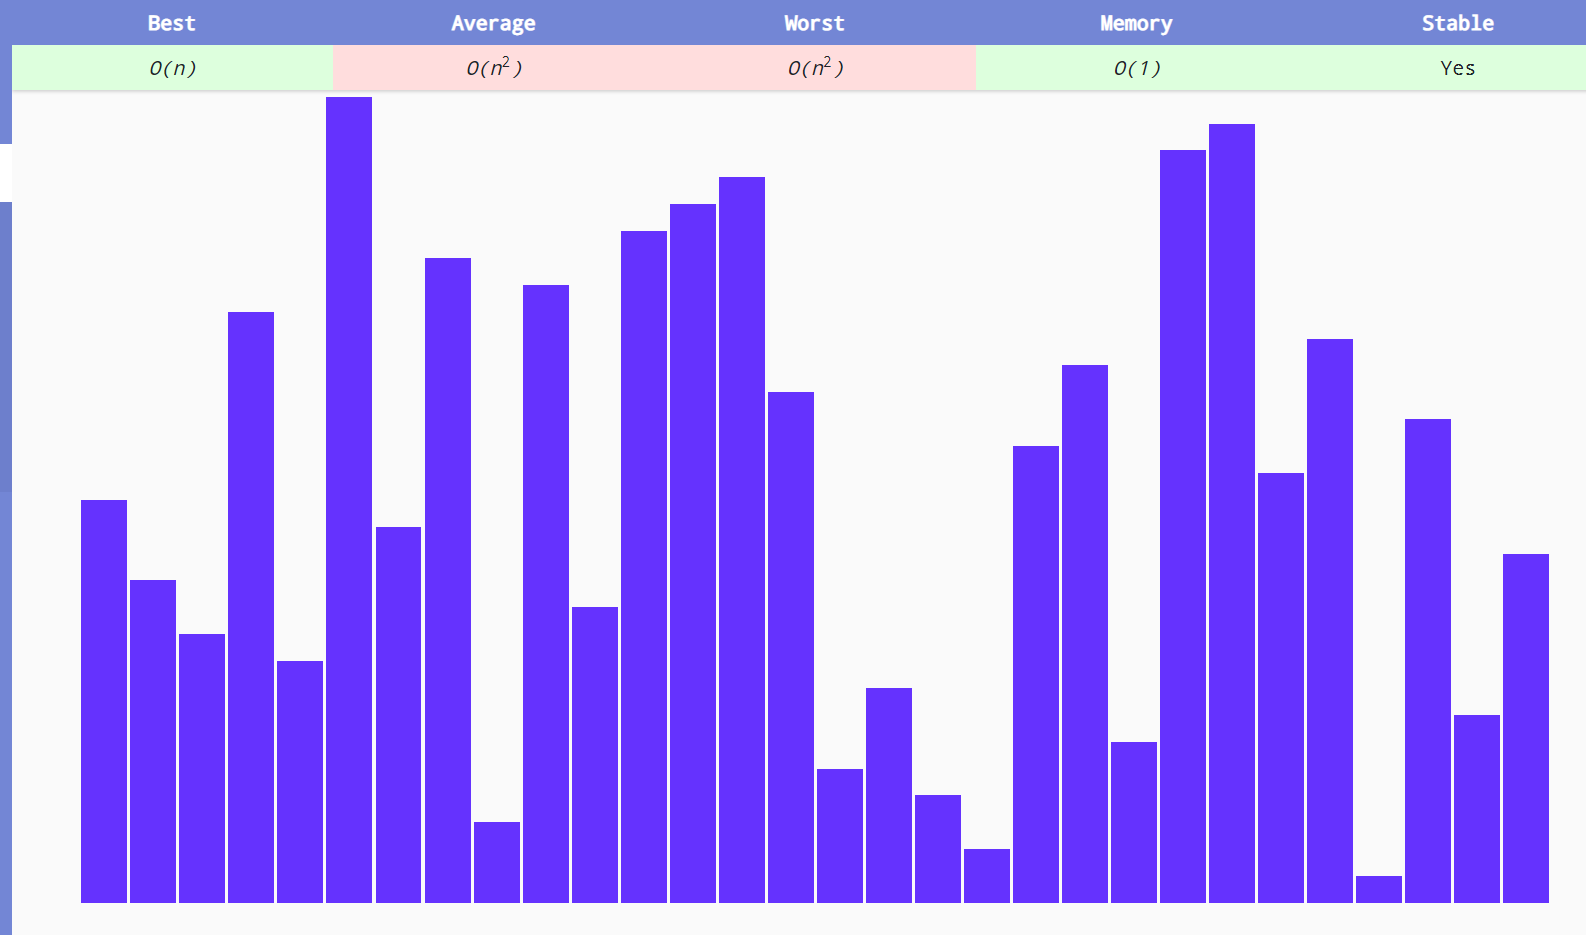 Best Average Worst Memory Stable
O(n) O(n²) O(n²) O(1) Yes